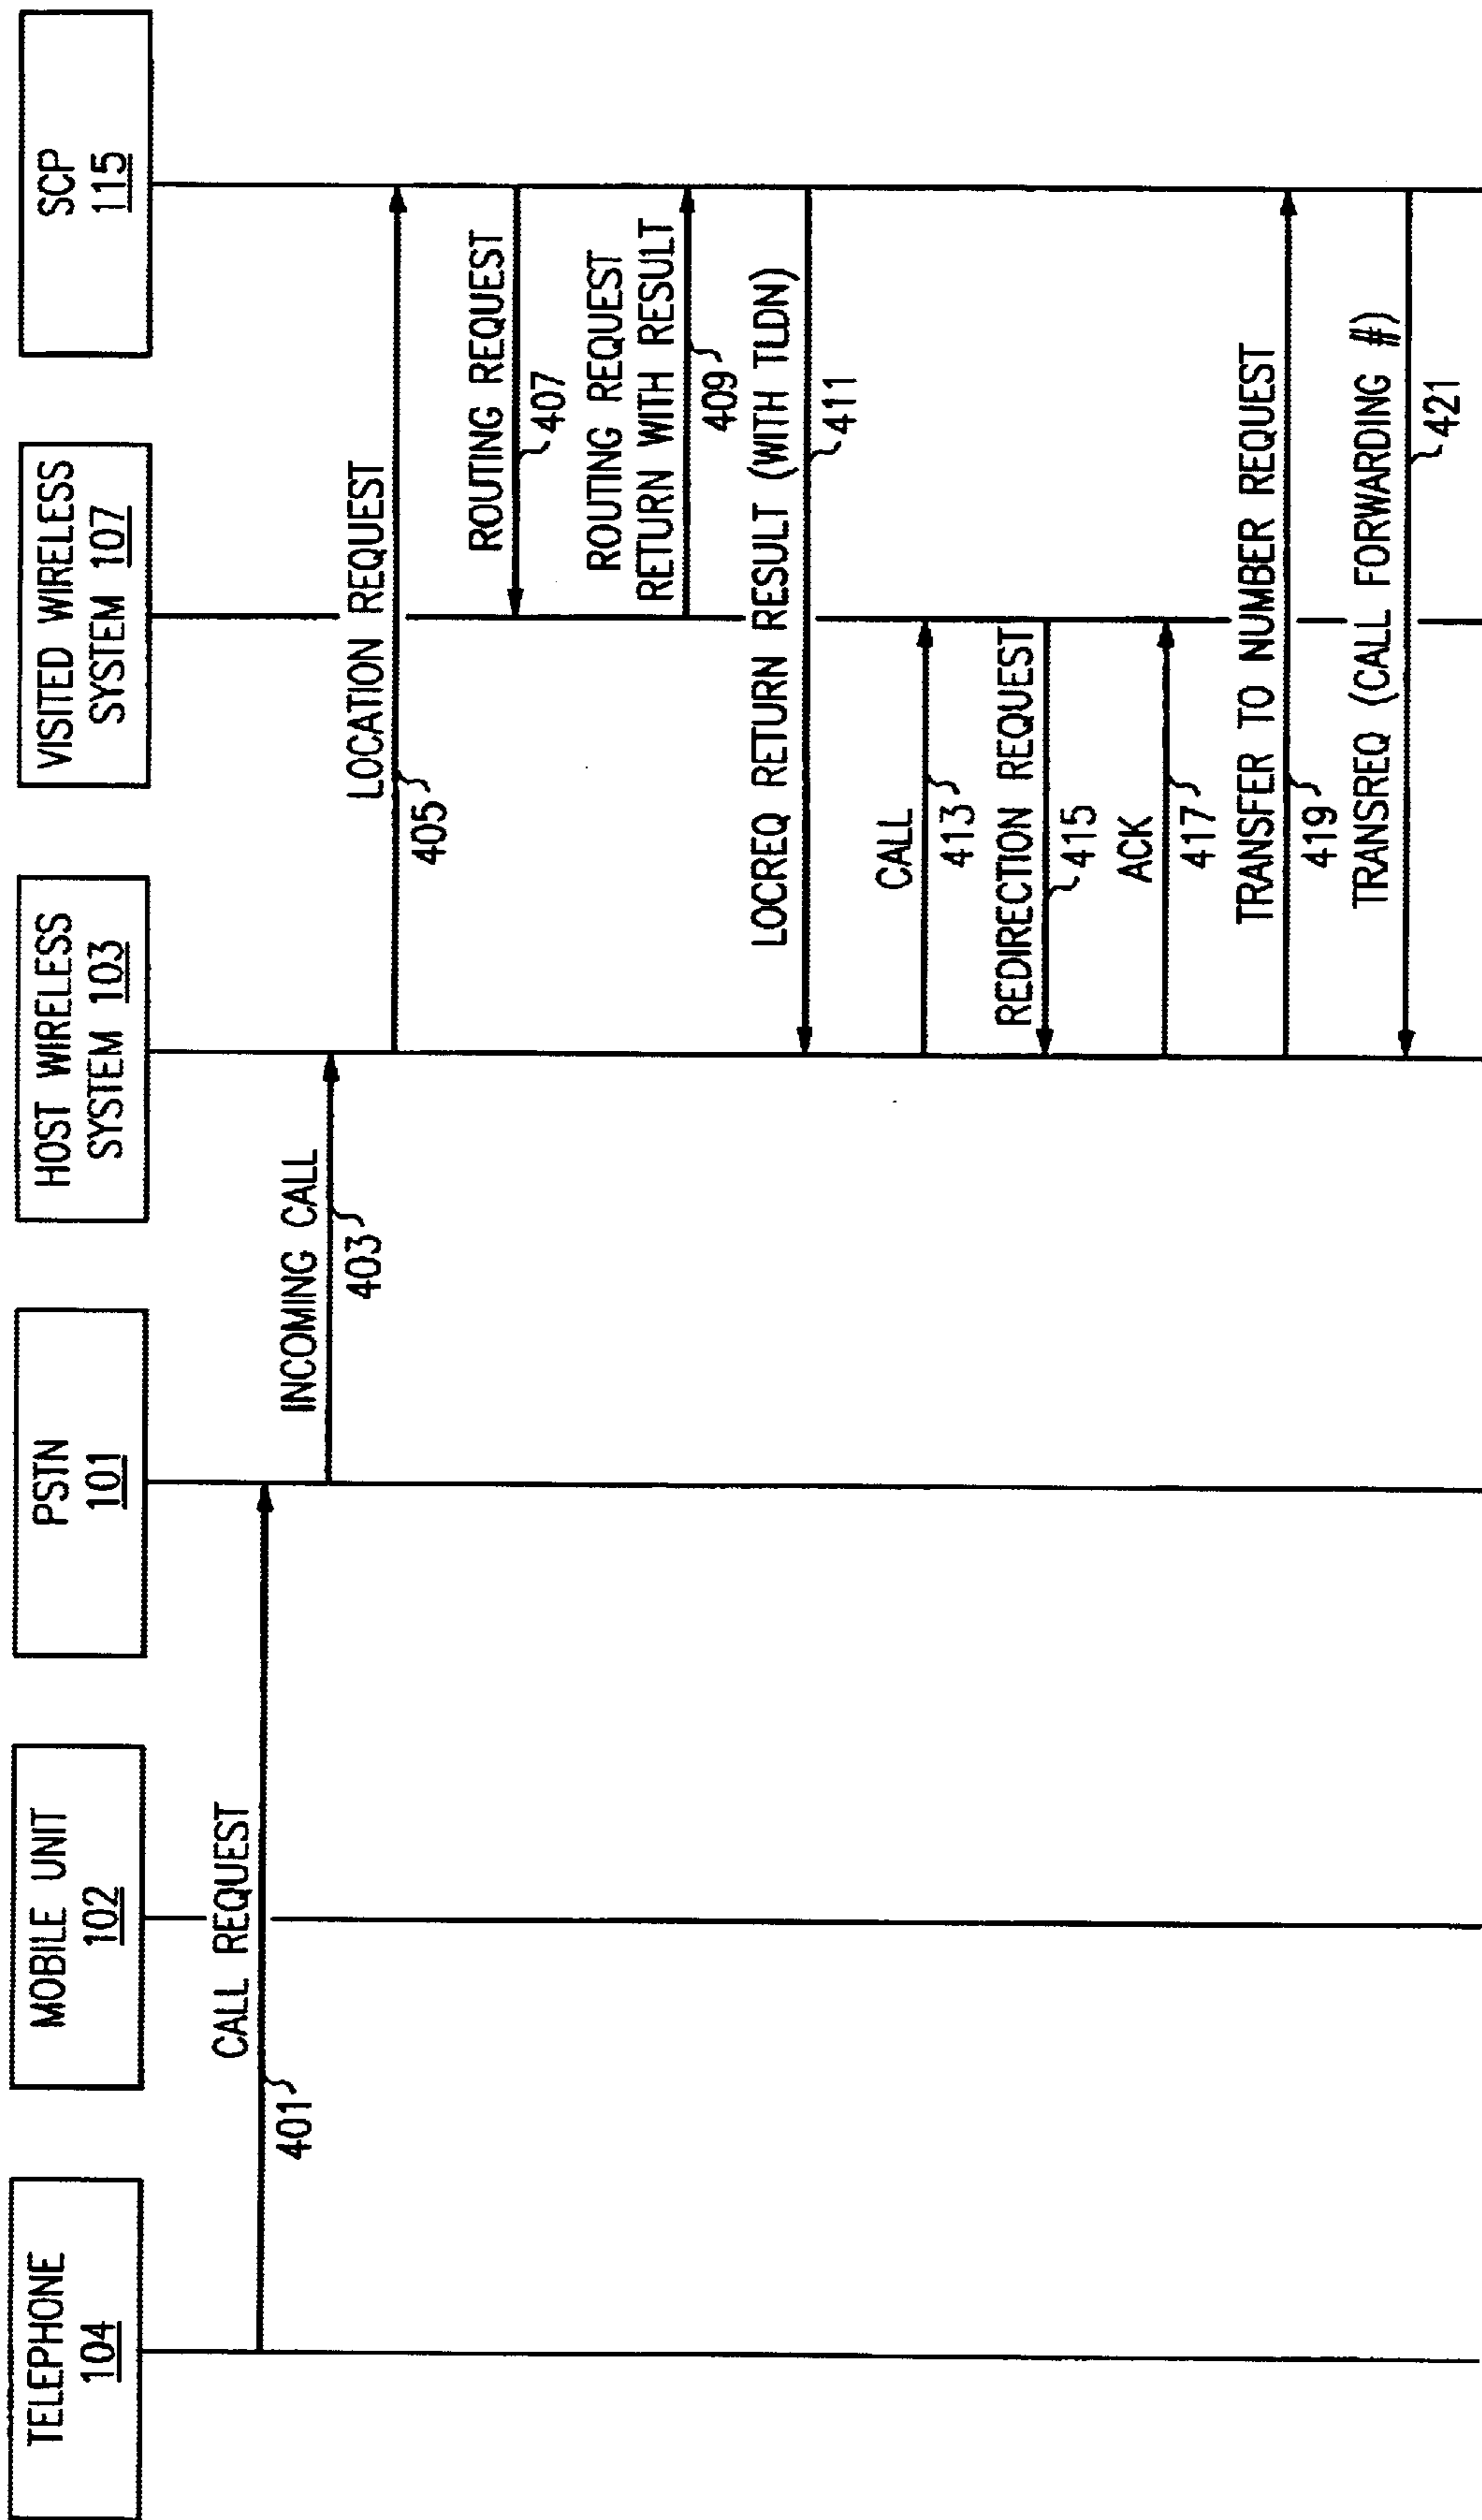 TELEPHONE
104
MOBILE UNIT
102
PSTN
101
HOST WIRELESS
SYSTEM 103
VISITED WIRELESS
SYSTEM 107
SCP
115
CALL REQUEST
401
INCOMING CALL
403
LOCATION REQUEST
405
ROUTING REQUEST
407
ROUTING REQUEST
RETURN WITH RESULT
409
LOCREQ RETURN RESULT (WITH TLDN)
411
CALL
413
REDIRECTION REQUEST
415
ACK
417
TRANSFER TO NUMBER REQUEST
419
TRANSREQ (CALL FORWARDING #)
421